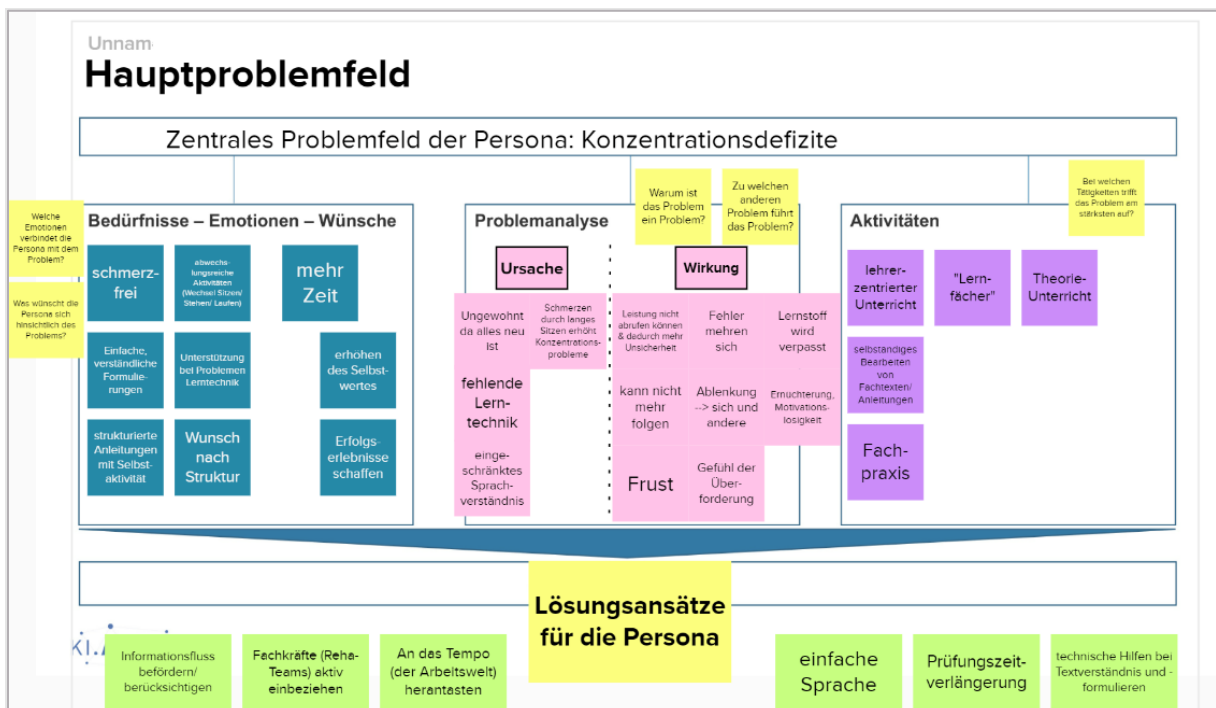 Unnam
Hauptproblemfeld
Zentrales Problemfeld der Persona: Konzentrationsdefizite
Welche
Emotionen
verbindet die
Persona mit dem
Problem?
Was wünscht die
Persona sich
hinsichtlich des
Problems?
Bedürfnisse – Emotionen – Wünsche
schmerz-
frei
abwechs-
lungsreiche
Aktivitäten
(Wechsel Sitzen/
Stehen/ Laufen)
mehr
Zeit
Einfache,
verständliche
Formulie-
rungen
Unterstützung
bei Problemen
Lerntechnik
erhohen
des Selbst-
wertes
strukturierte
Anleitungen
mit Selbst-
aktivität
Wunsch
nach
Struktur
Erfolgs-
erlebnisse
schaffen
Warum ist
das Problem
ein Problem?
Zu welchen
anderen
Problem führt
das Problem?
Problemanalyse
Ursache
Wirkung
Ungewohnt
da alles neu
ist
Schmerzen
durch langes
Sitzen erhöht
Konzentrations-
probleme
fehlende
Lern-
technik
einge-
schränktes
Sprach-
verständnis
Leistung nicht
abrufen können
& dadurch mehr
Unsicherheit
Fehler
mehren
sich
Lernstoff
wird
verpasst
kann nicht
mehr
folgen
Ablenkung
--> sich und
andere
Ernuchterung,
Motivations-
losigkeit
Frust
Gefühl der
Über-
forderung
Bei welchen
Tätigkeiten trifft
das Problem am
stärksten auf?
Aktivitäten
lehrer-
zentrierter
Unterricht
"Lern-
fächer"
Theorie-
Unterricht
selbständiges
Bearbeiten
von
Fachtexten/
Anleitungen
Fach-
praxis
Lösungsansätze
für die Persona
Informationsfluss
befördern/
berücksichtigen
Fachkräfte (Reha-
Teams) aktiv
einbeziehen
An das Tempo
(der Arbeitswelt)
herantasten
einfache
Sprache
Prüfungszeit-
verlängerung
technische Hilfen bei
Textverständnis und -
formulieren